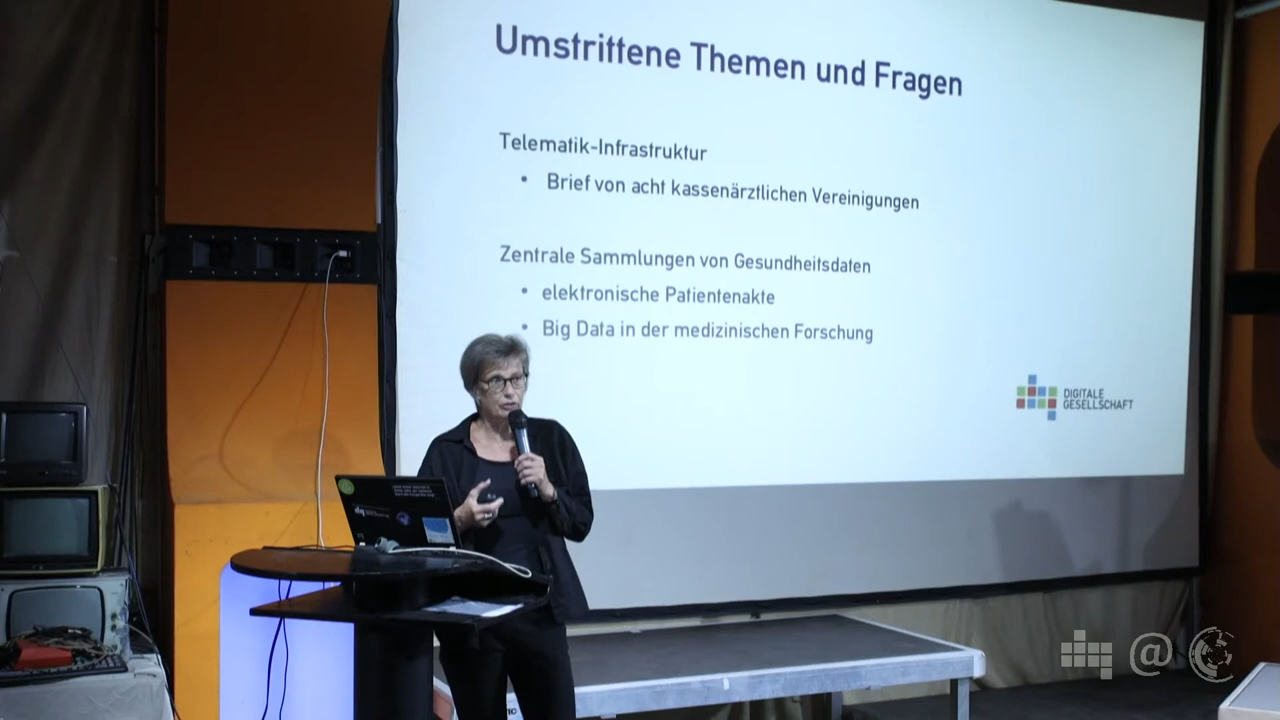 Umstrittene Themen und Fragen
Telematik-Infrastruktur
• Brief von acht kassenärztlichen Vereinigungen
Zentrale Sammlungen von Gesundheitsdaten
• elektronische Patientenakte
• Big Data in der medizinischen Forschung
DIGITALE
GESELLSCHAFT
dg
@